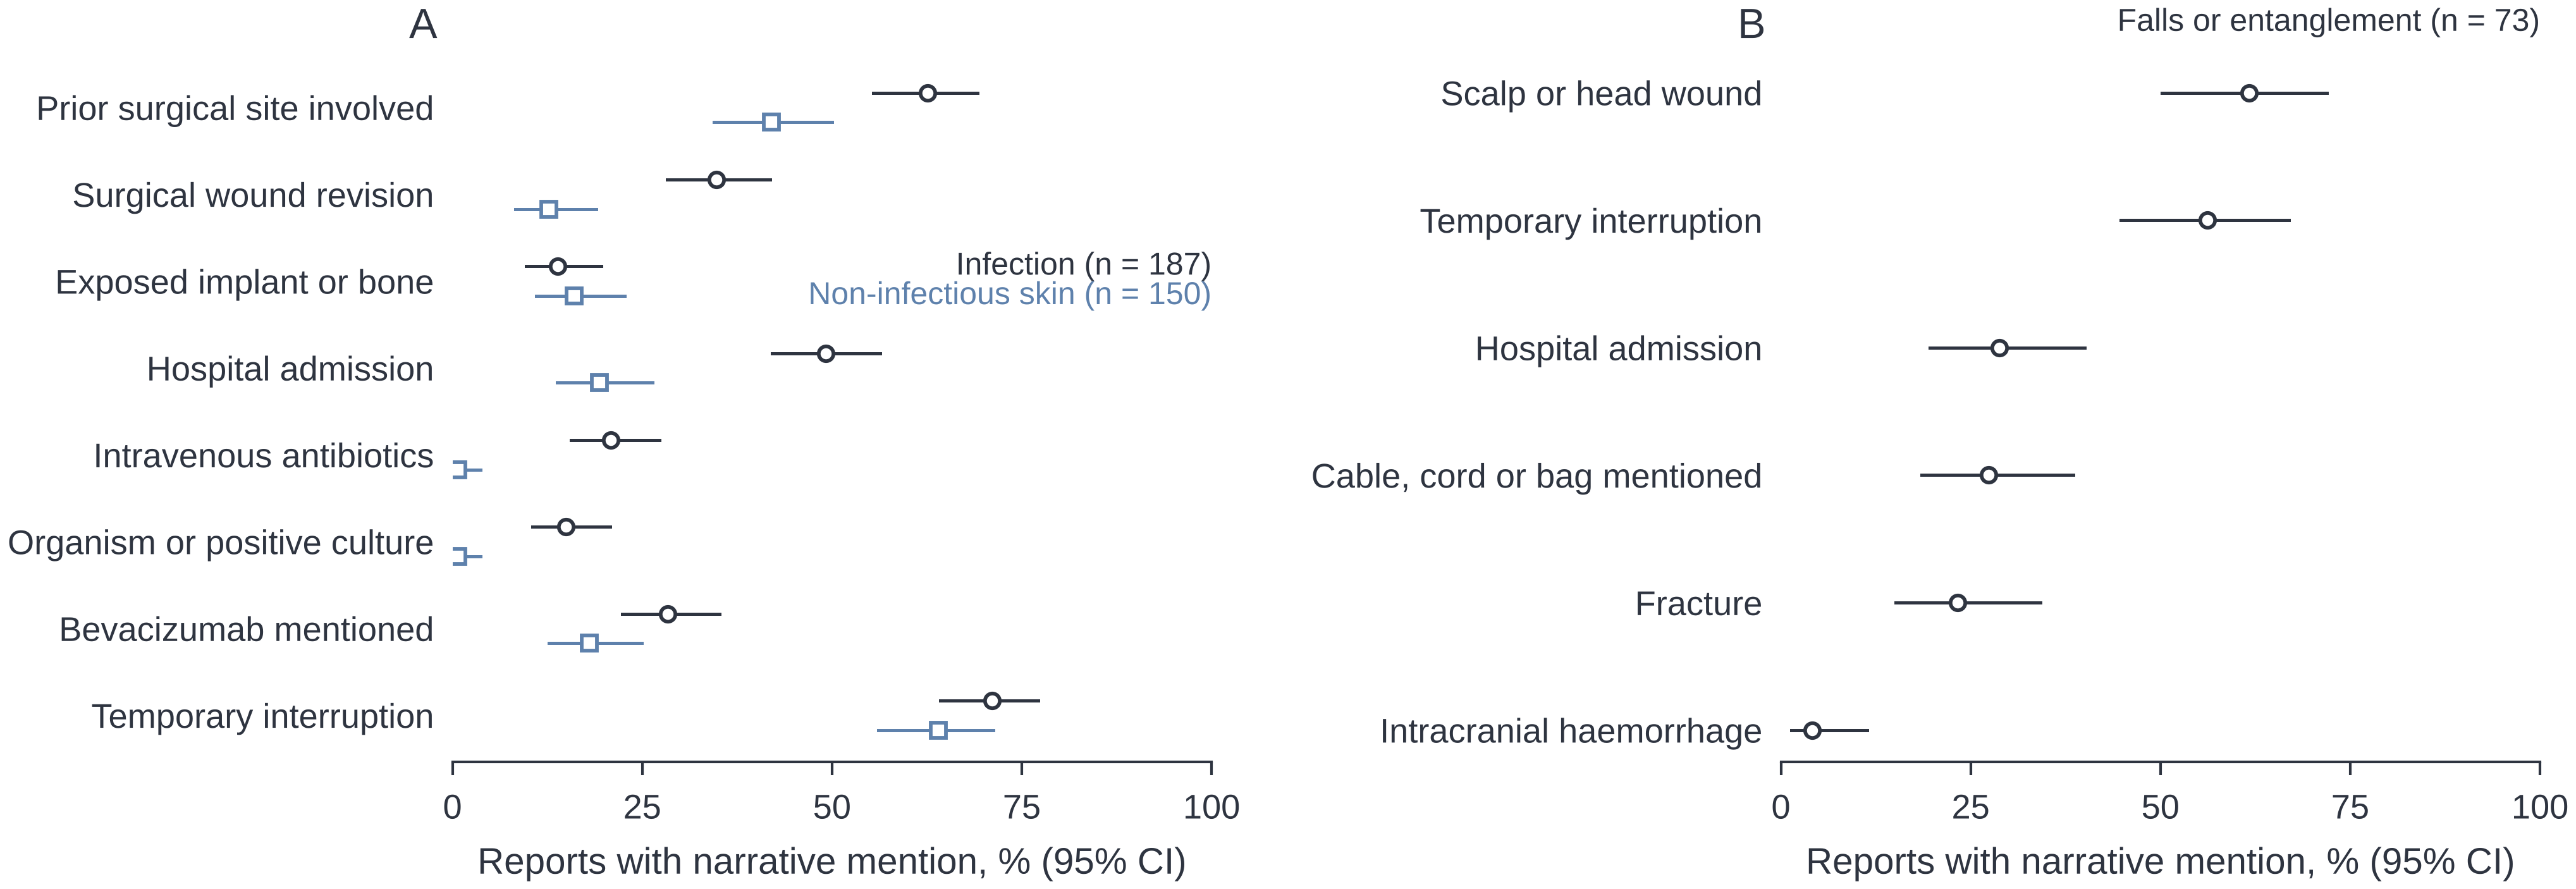 A
Prior surgical site involved
Surgical wound revision
Exposed implant or bone
Infection (n = 187)
Non-infectious skin (n = 150)
Hospital admission
Intravenous antibiotics
Organism or positive culture
Bevacizumab mentioned
Temporary interruption
0 25 50 75 100
Reports with narrative mention, % (95% CI)
B
Falls or entanglement (n = 73)
Scalp or head wound
Temporary interruption
Hospital admission
Cable, cord or bag mentioned
Fracture
Intracranial haemorrhage
0 25 50 75 100
Reports with narrative mention, % (95% CI)